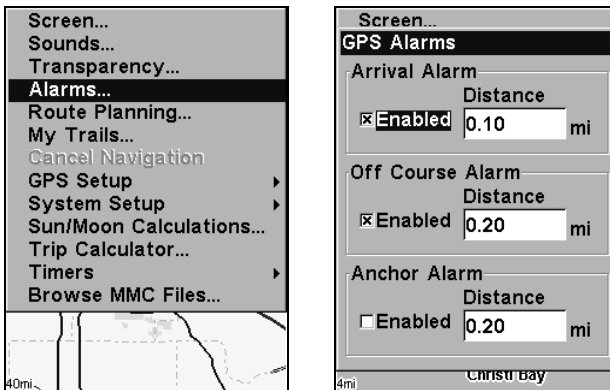 Screen...
Sounds...
Transparency...
Alarms...
Route Planning...
My Trails...
Cancel Navigation
GPS Setup
System Setup
Sun/Moon Calculations...
Trip Calculator...
Timers
Browse MMC Files...
40mi
Screen...
GPS Alarms
Arrival Alarm
Distance
Enabled 0.10 mi
Off Course Alarm
Distance
Enabled 0.20 mi
Anchor Alarm
Distance
Enabled 0.20 mi
4mi Christi Bay